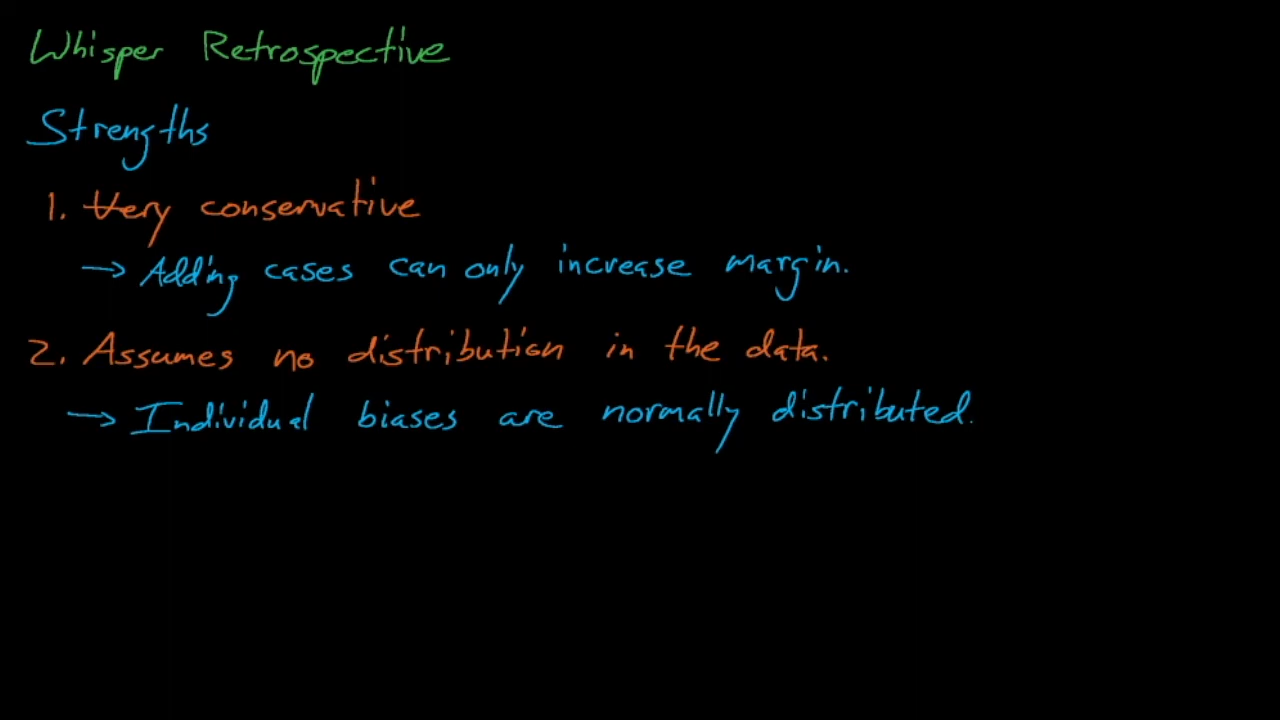 Whisper Retrospective
Strengths
1. Very conservative
→ Adding cases can only increase margin.
2. Assumes no distribution in the data.
→ Individual biases are normally distributed.